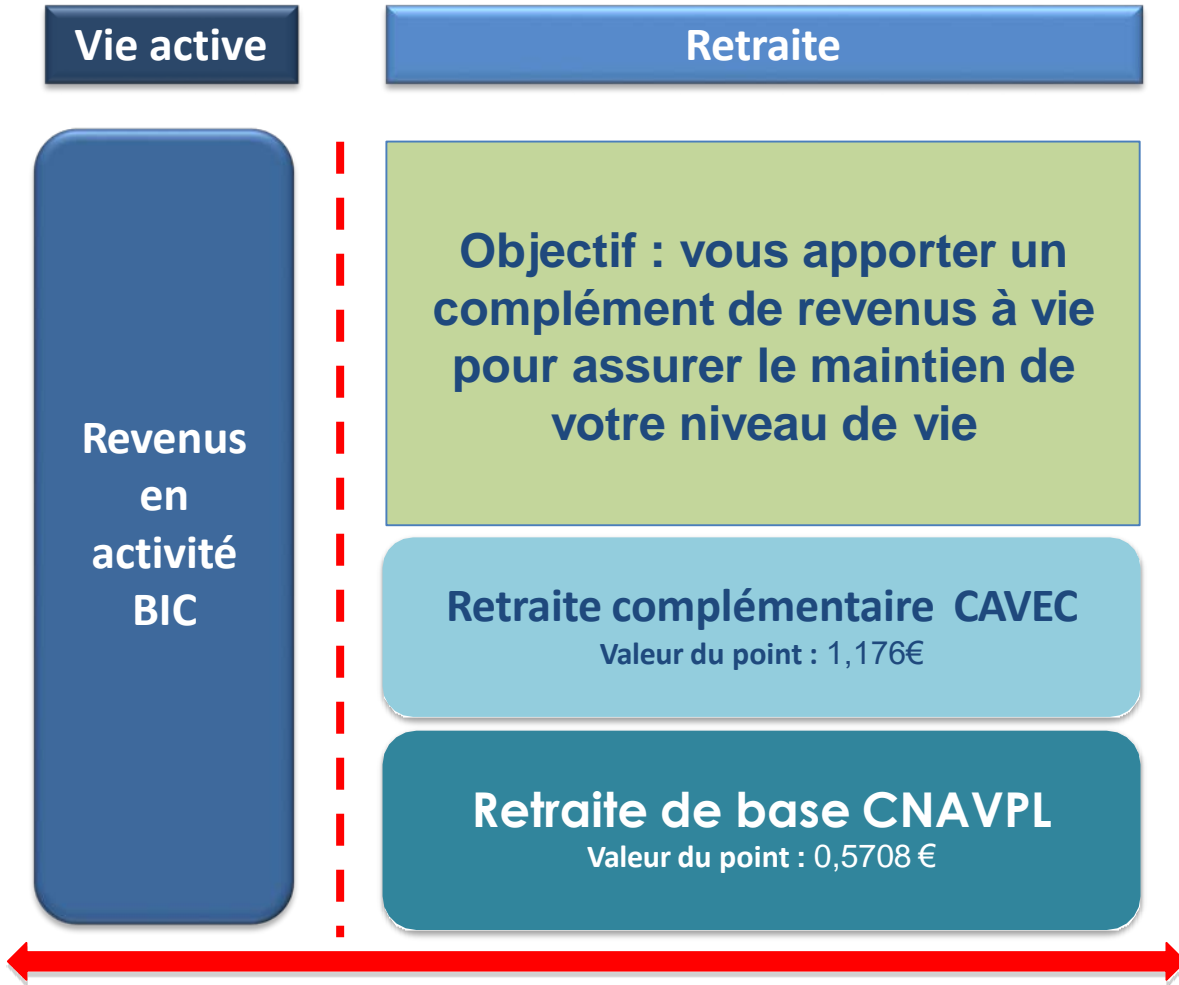 Vie active
Retraite
Revenus
en
activité
BIC
Objectif : vous apporter un
complément de revenus à vie
pour assurer le maintien de
votre niveau de vie
Retraite complémentaire CAVEC
Valeur du point : 1,176€
Retraite de base CNAVPL
Valeur du point : 0,5708 €